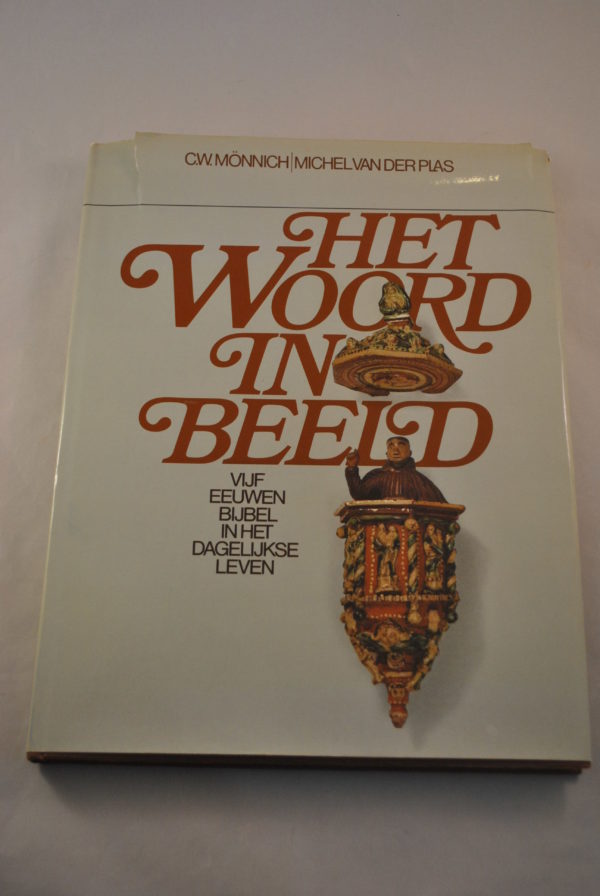 C.W. MÖNNICH | MICHEL VAN DER PLAS
HET
WOORD
IN
BEELD
VIJF
EEUWEN
BIJBEL
IN HET
DAGELIJKSE
LEVEN